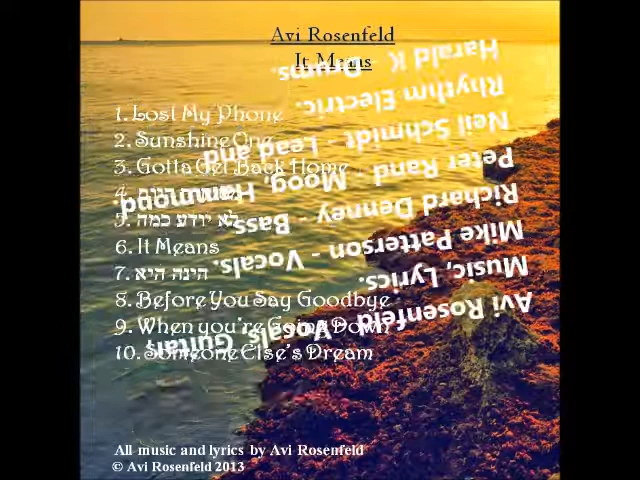 Avi Rosenfeld
It Means
1. Lost My Phone
2. Sunshine One
3. Gotta Get Back Home
4.
5. לא יודע כמה
6. It Means
7. הינה היא
8. Before You Say Goodbye
9. When you're Going Down
10. Someone Else's Dream
All music and lyrics by Avi Rosenfeld
© Avi Rosenfeld 2013
Avi Rosenfeld - Vocals, Guitar,
Music, Lyrics.
Mike Patterson - Vocals.
Richard Denney - Bass.
Peter Rand - Moog, Hammond.
Neil Schmidt - Lead and
Rhythm Electric.
Harald K - Drums.